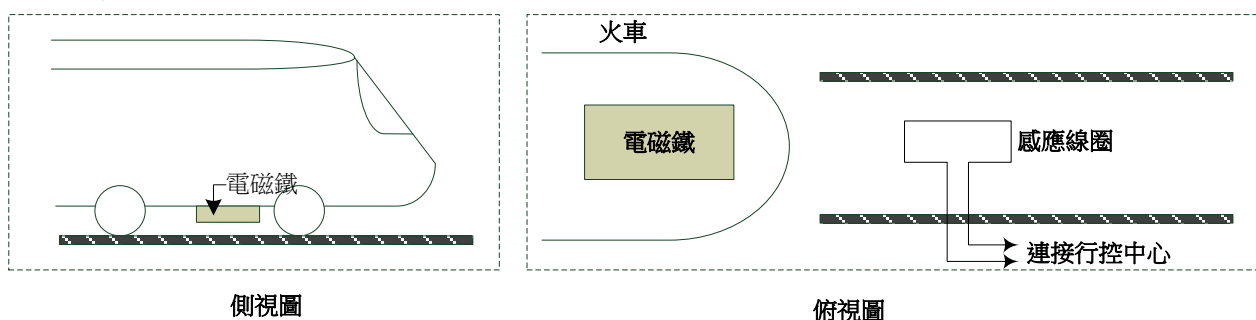 電磁鐵
側視圖
火車
電磁鐵
感應線圈
連接行控中心
俯視圖